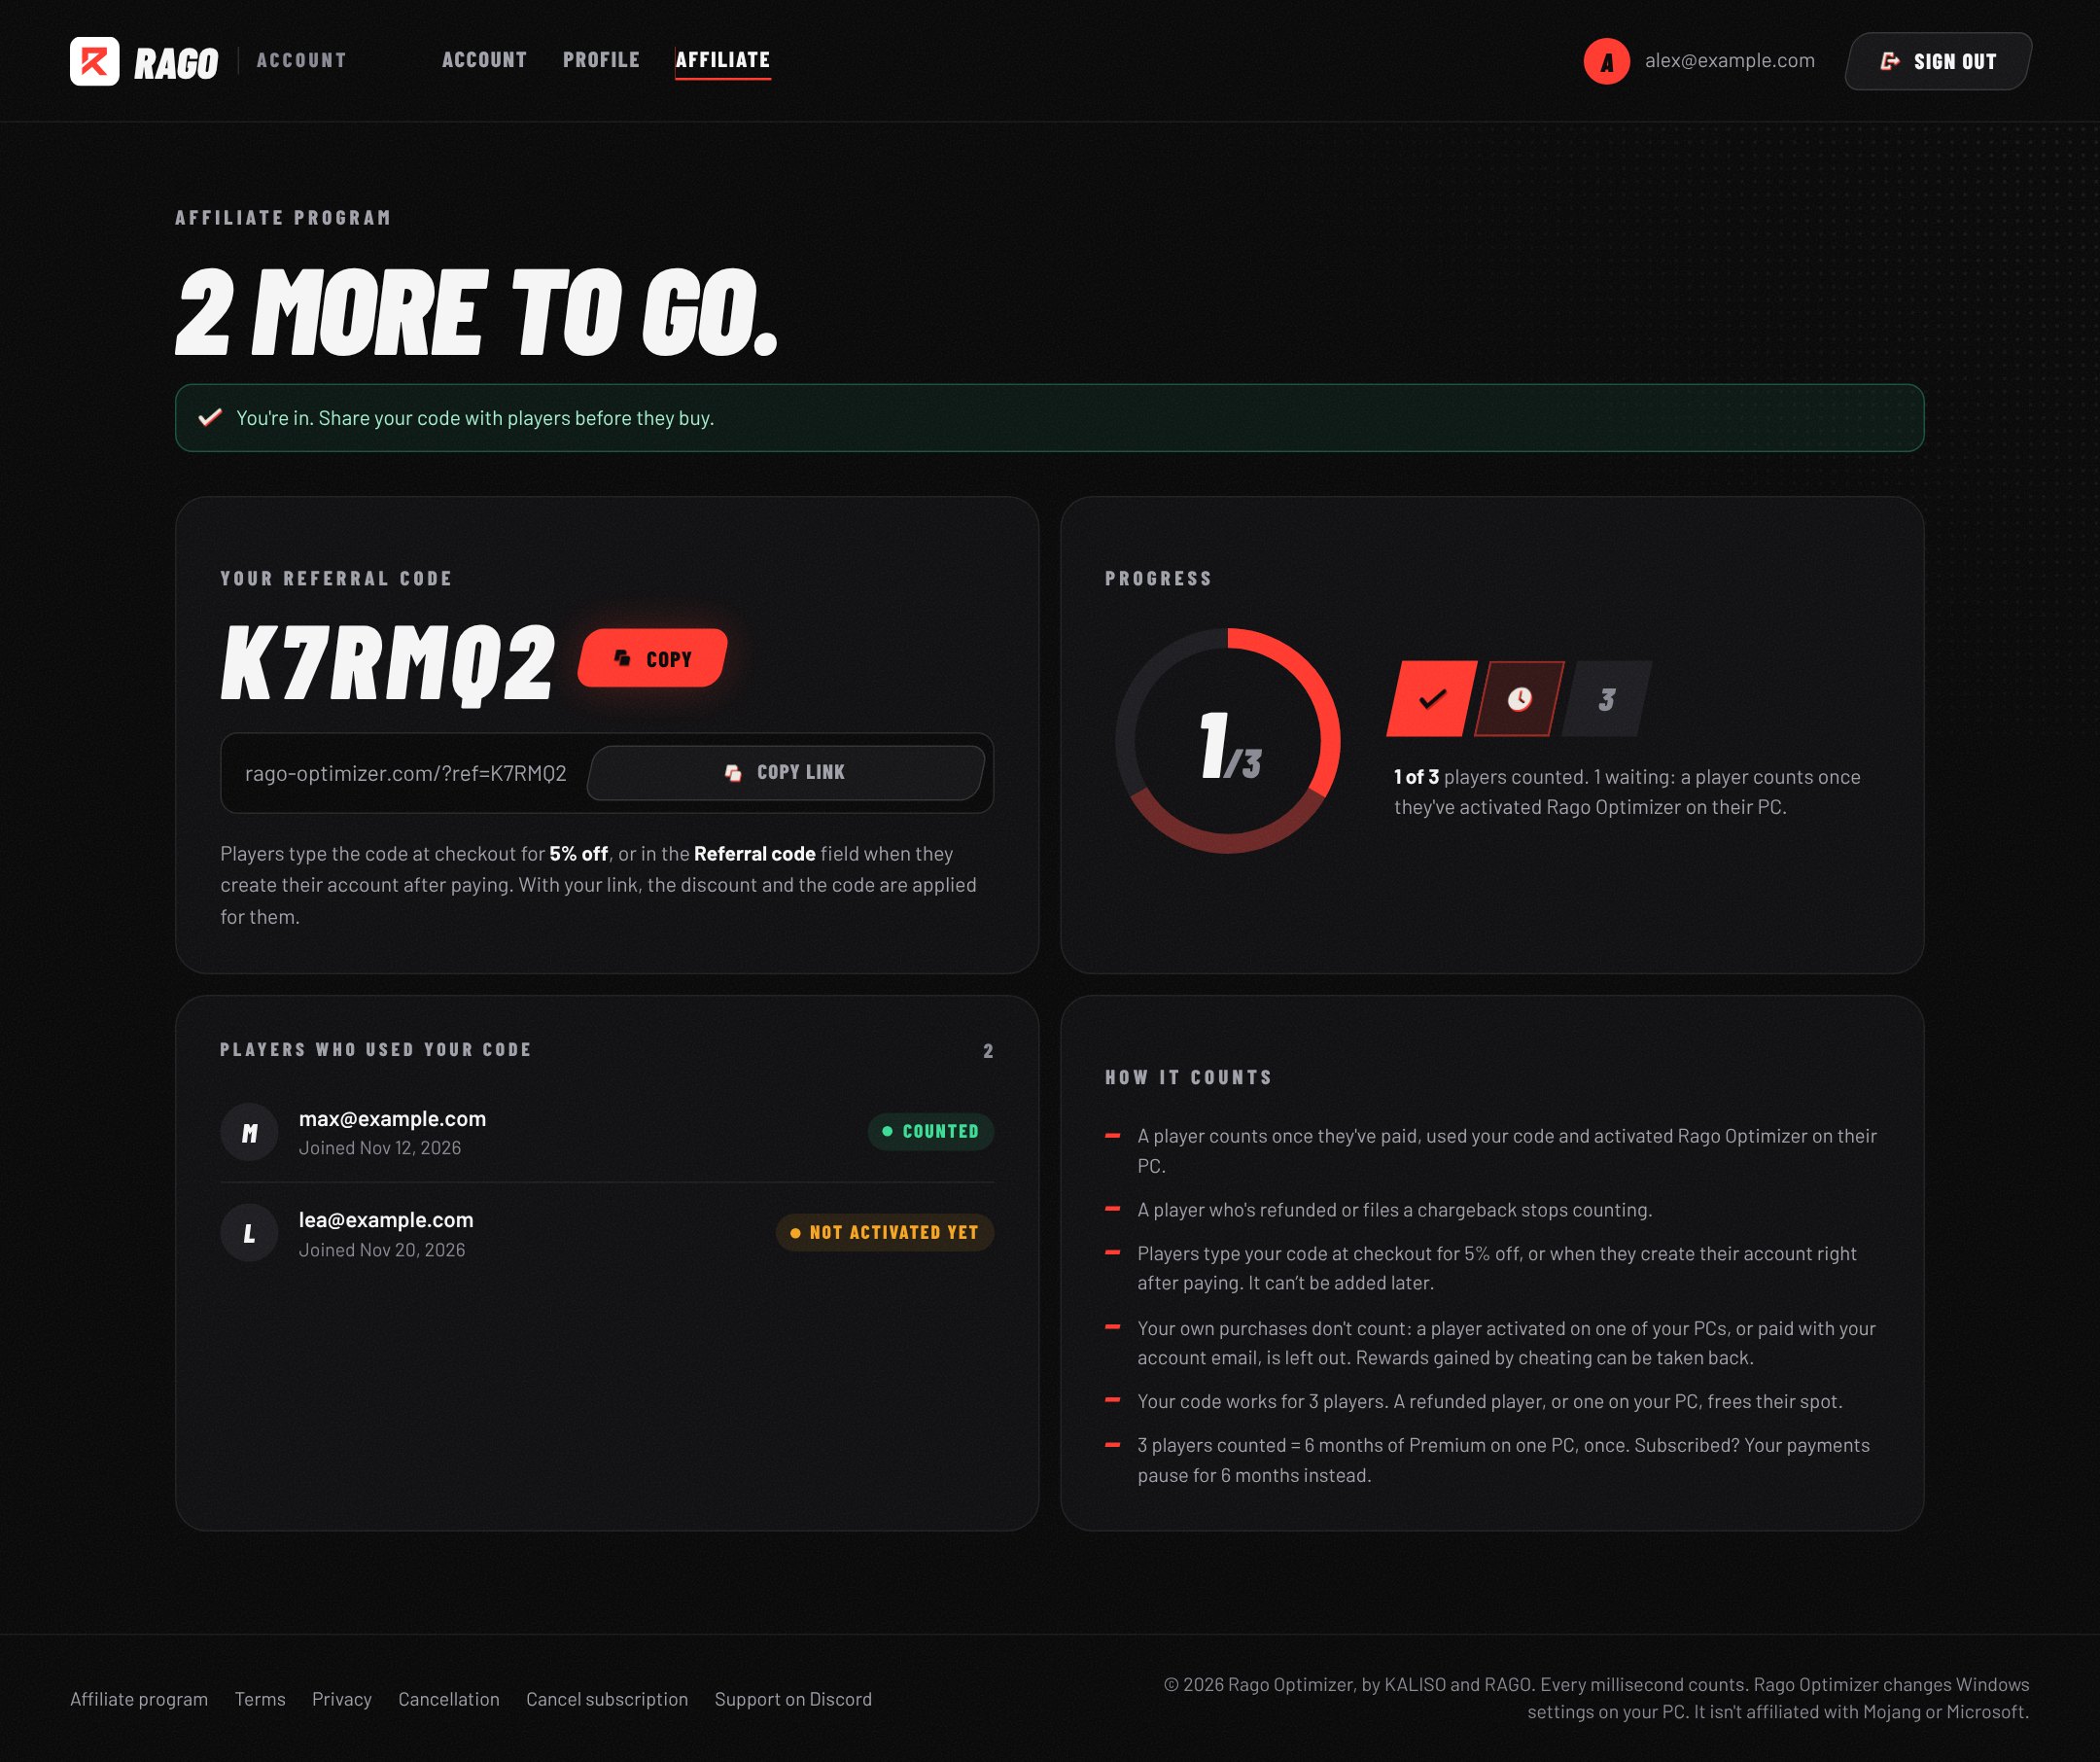 RAGO
ACCOUNT
ACCOUNT
PROFILE
AFFILIATE
A
alex@example.com
SIGN OUT
AFFILIATE PROGRAM
2 MORE TO GO.
You're in. Share your code with players before they buy.
YOUR REFERRAL CODE
K7RMQ2
COPY
rago-optimizer.com/?ref=K7RMQ2
COPY LINK
Players type the code at checkout for 5% off, or in the Referral code field when they
create their account after paying. With your link, the discount and the code are applied
for them.
PROGRESS
1/3
3
1 of 3 players counted. 1 waiting: a player counts once
they've activated Rago Optimizer on their PC.
PLAYERS WHO USED YOUR CODE
2
M
max@example.com
Joined Nov 12, 2026
COUNTED
L
lea@example.com
Joined Nov 20, 2026
NOT ACTIVATED YET
HOW IT COUNTS
A player counts once they've paid, used your code and activated Rago Optimizer on their
PC.
A player who's refunded or files a chargeback stops counting.
Players type your code at checkout for 5% off, or when they create their account right
after paying. It can’t be added later.
Your own purchases don't count: a player activated on one of your PCs, or paid with your
account email, is left out. Rewards gained by cheating can be taken back.
Your code works for 3 players. A refunded player, or one on your PC, frees their spot.
3 players counted = 6 months of Premium on one PC, once. Subscribed? Your payments
pause for 6 months instead.
Affiliate program
Terms
Privacy
Cancellation
Cancel subscription
Support on Discord
© 2026 Rago Optimizer, by KALISO and RAGO. Every millisecond counts. Rago Optimizer changes Windows
settings on your PC. It isn't affiliated with Mojang or Microsoft.